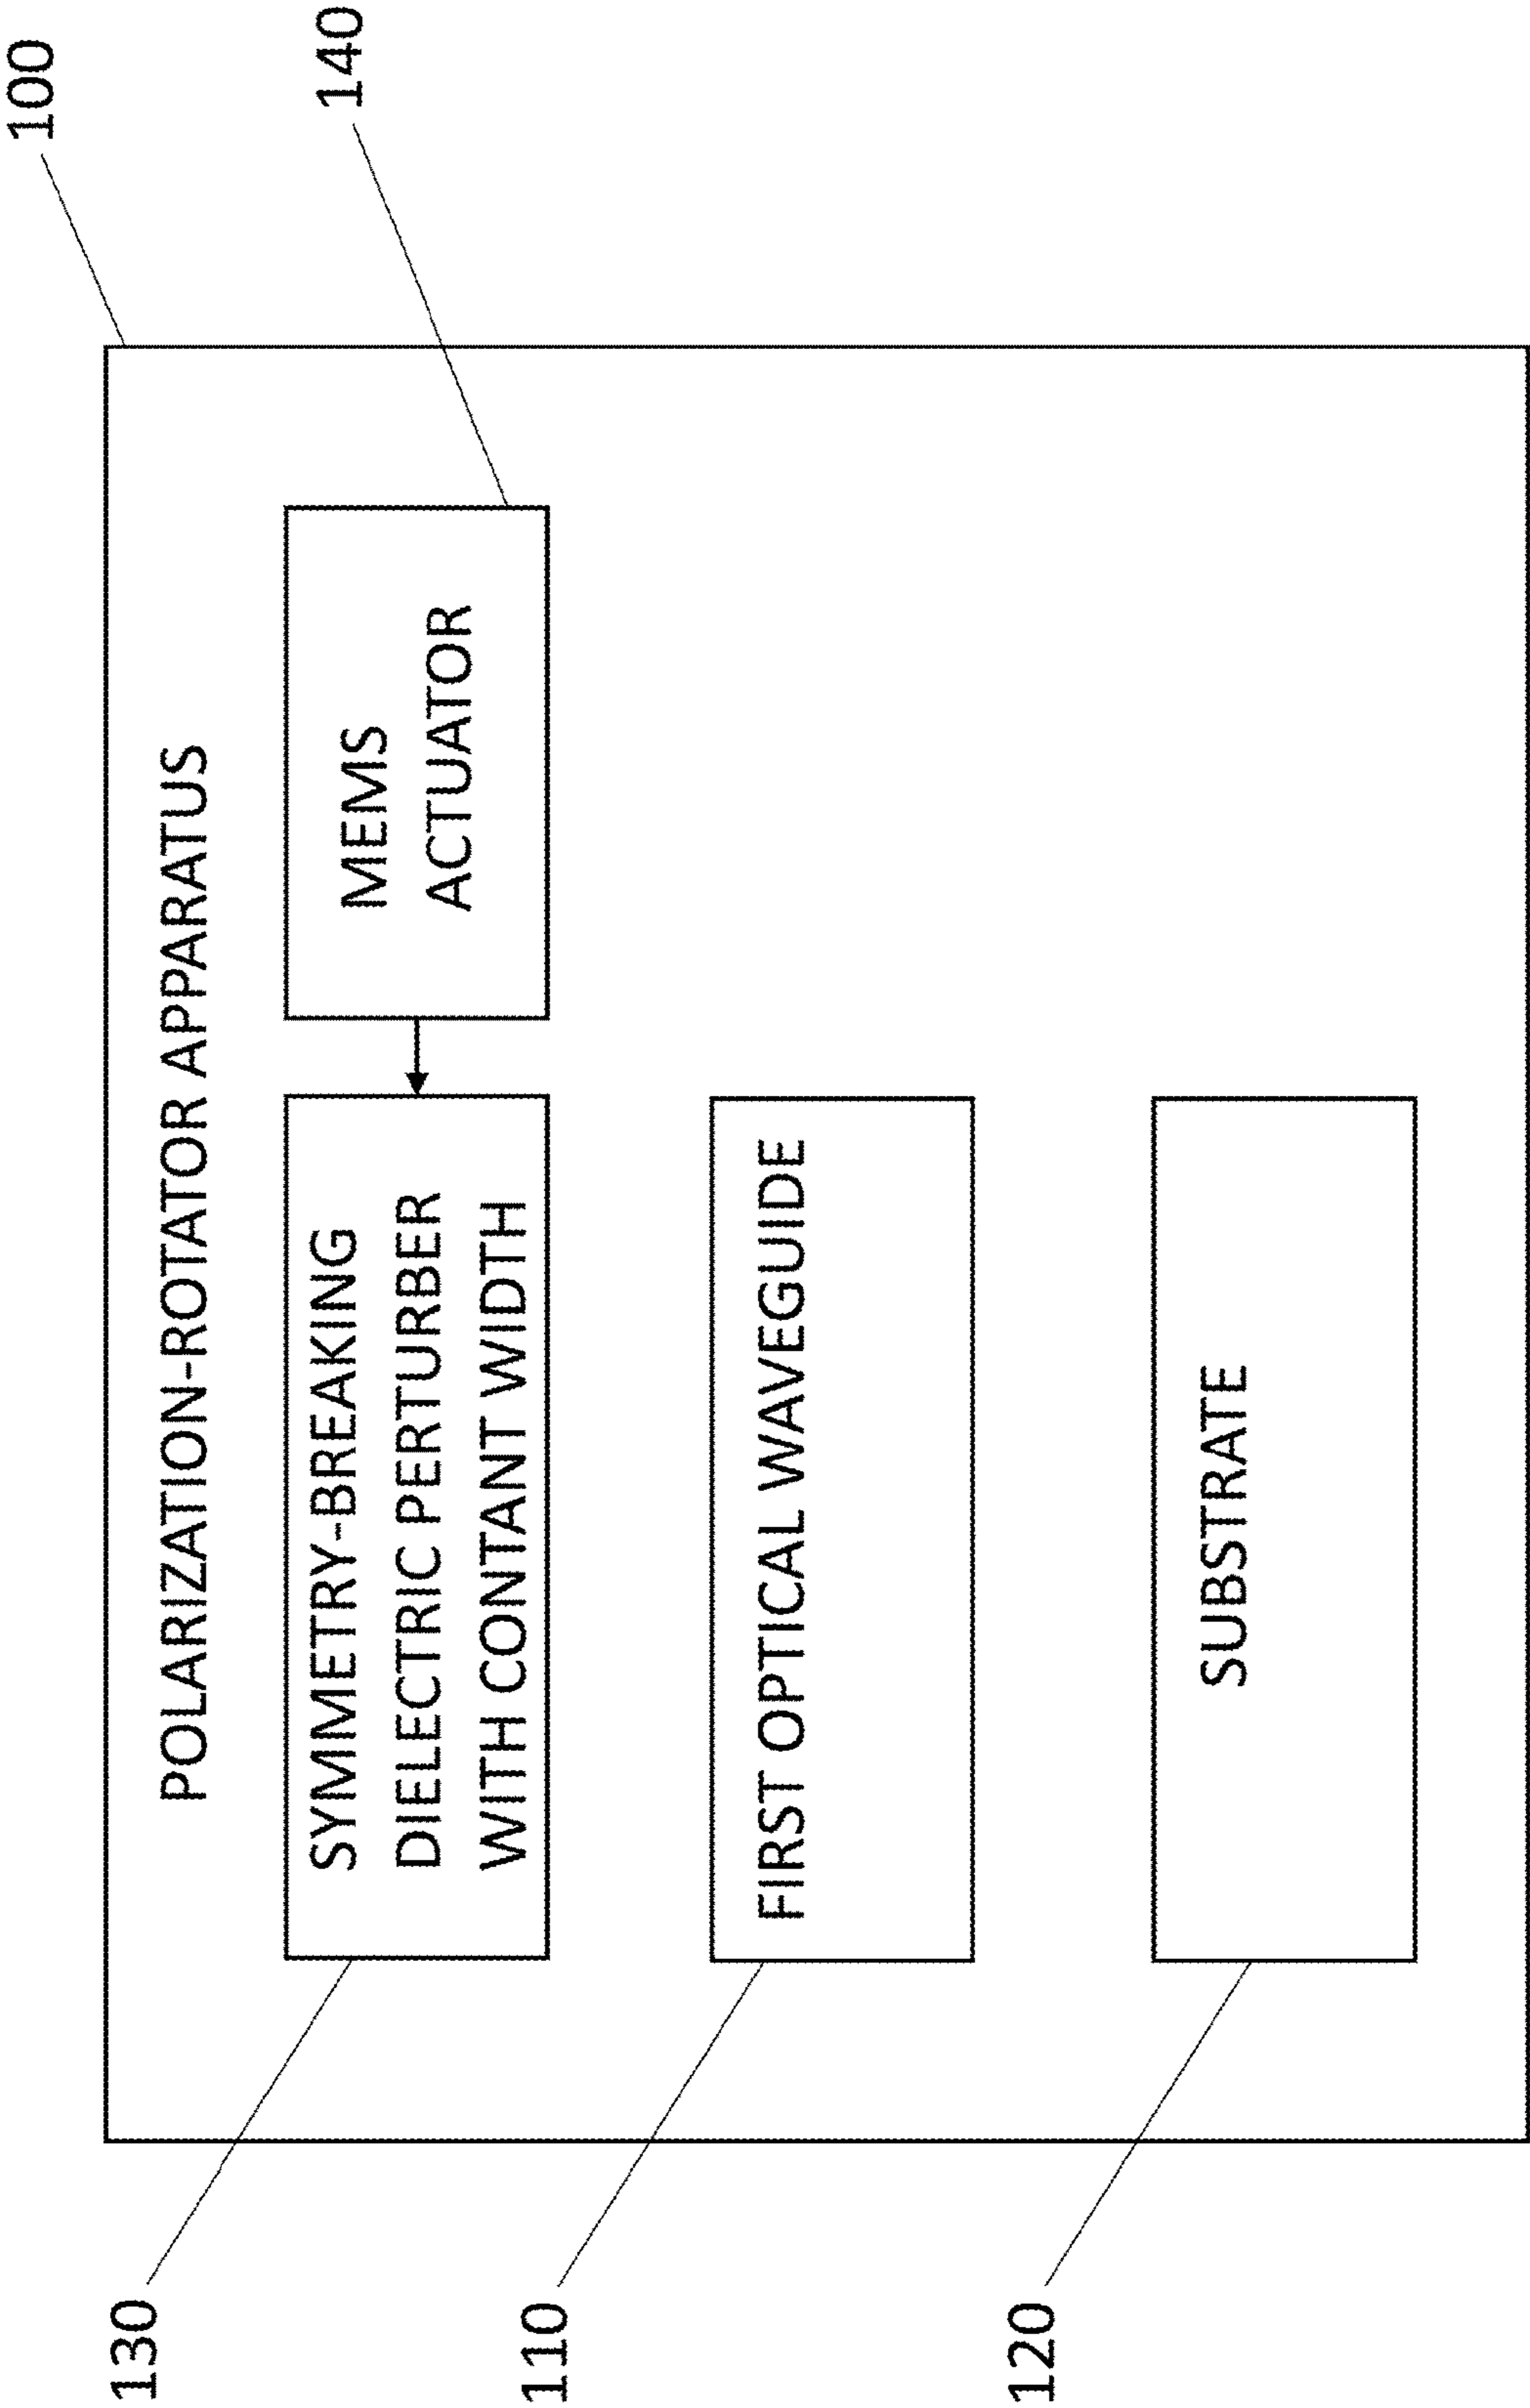 100
140
POLARIZATION-ROTATOR APPARATUS
MEMS
ACTUATOR
SYMMETRY-BREAKING
DIELECTRIC PERTURBER
WITH CONTANT WIDTH
FIRST OPTICAL WAVEGUIDE
SUBSTRATE
130
110
120